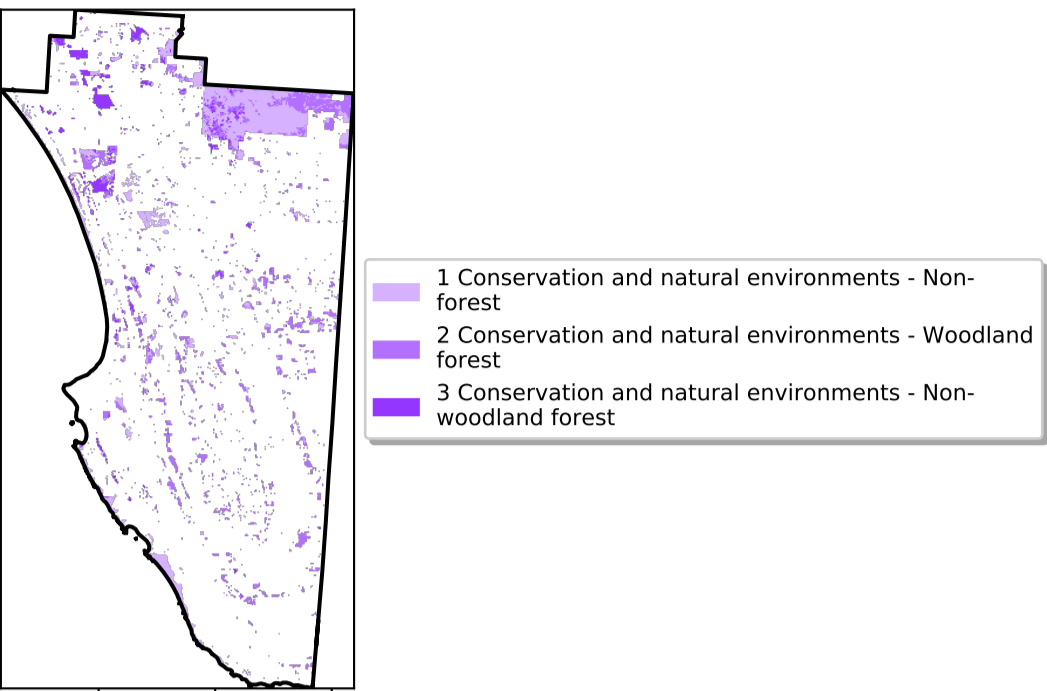 1 Conservation and natural environments - Non-
forest
2 Conservation and natural environments - Woodland
forest
3 Conservation and natural environments - Non-
woodland forest